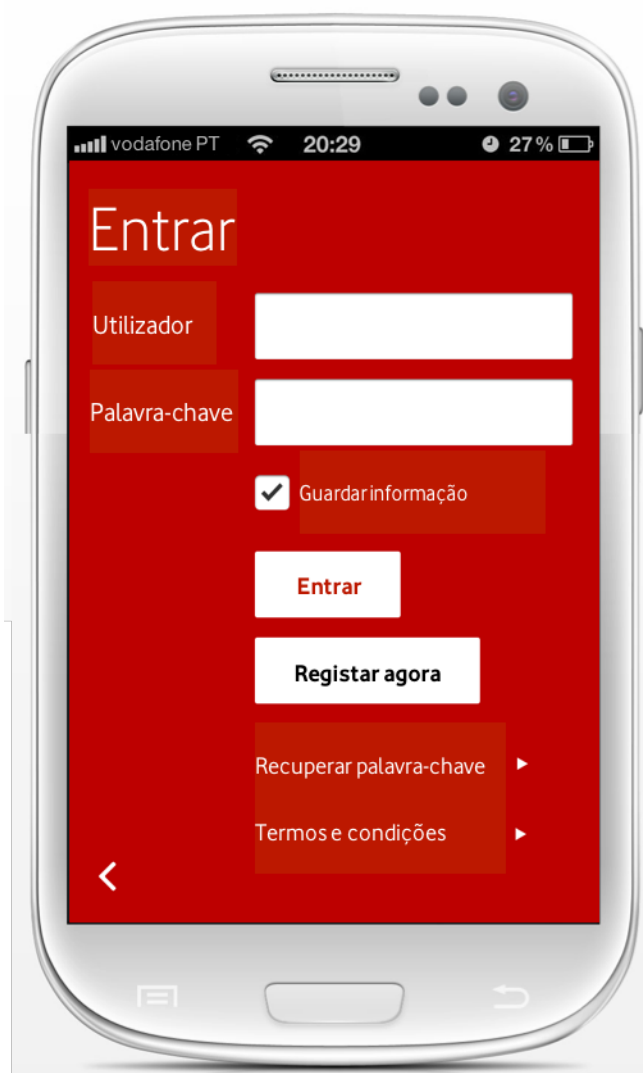 vodafone PT 20:29 27%
Entrar
Utilizador
Palavra-chave
Guardar informação
Entrar
Registar agora
Recuperar palavra-chave
Termos e condições